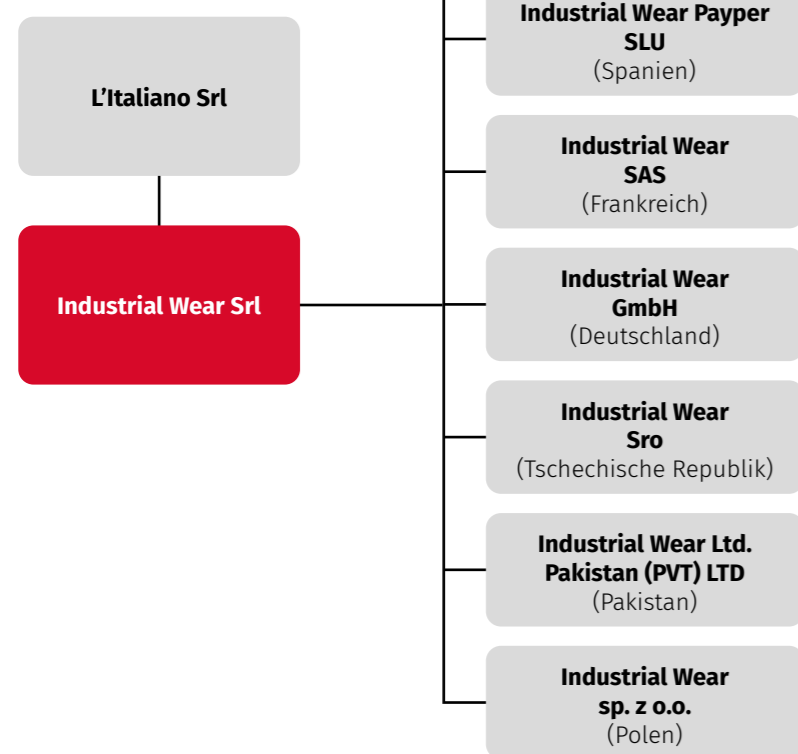 L’Italiano Srl
Industrial Wear Srl
Industrial Wear Payper
SLU
(Spanien)
Industrial Wear
SAS
(Frankreich)
Industrial Wear
GmbH
(Deutschland)
Industrial Wear
Sro
(Tschechische Republik)
Industrial Wear Ltd.
Pakistan (PVT) LTD
(Pakistan)
Industrial Wear
sp. z o.o.
(Polen)